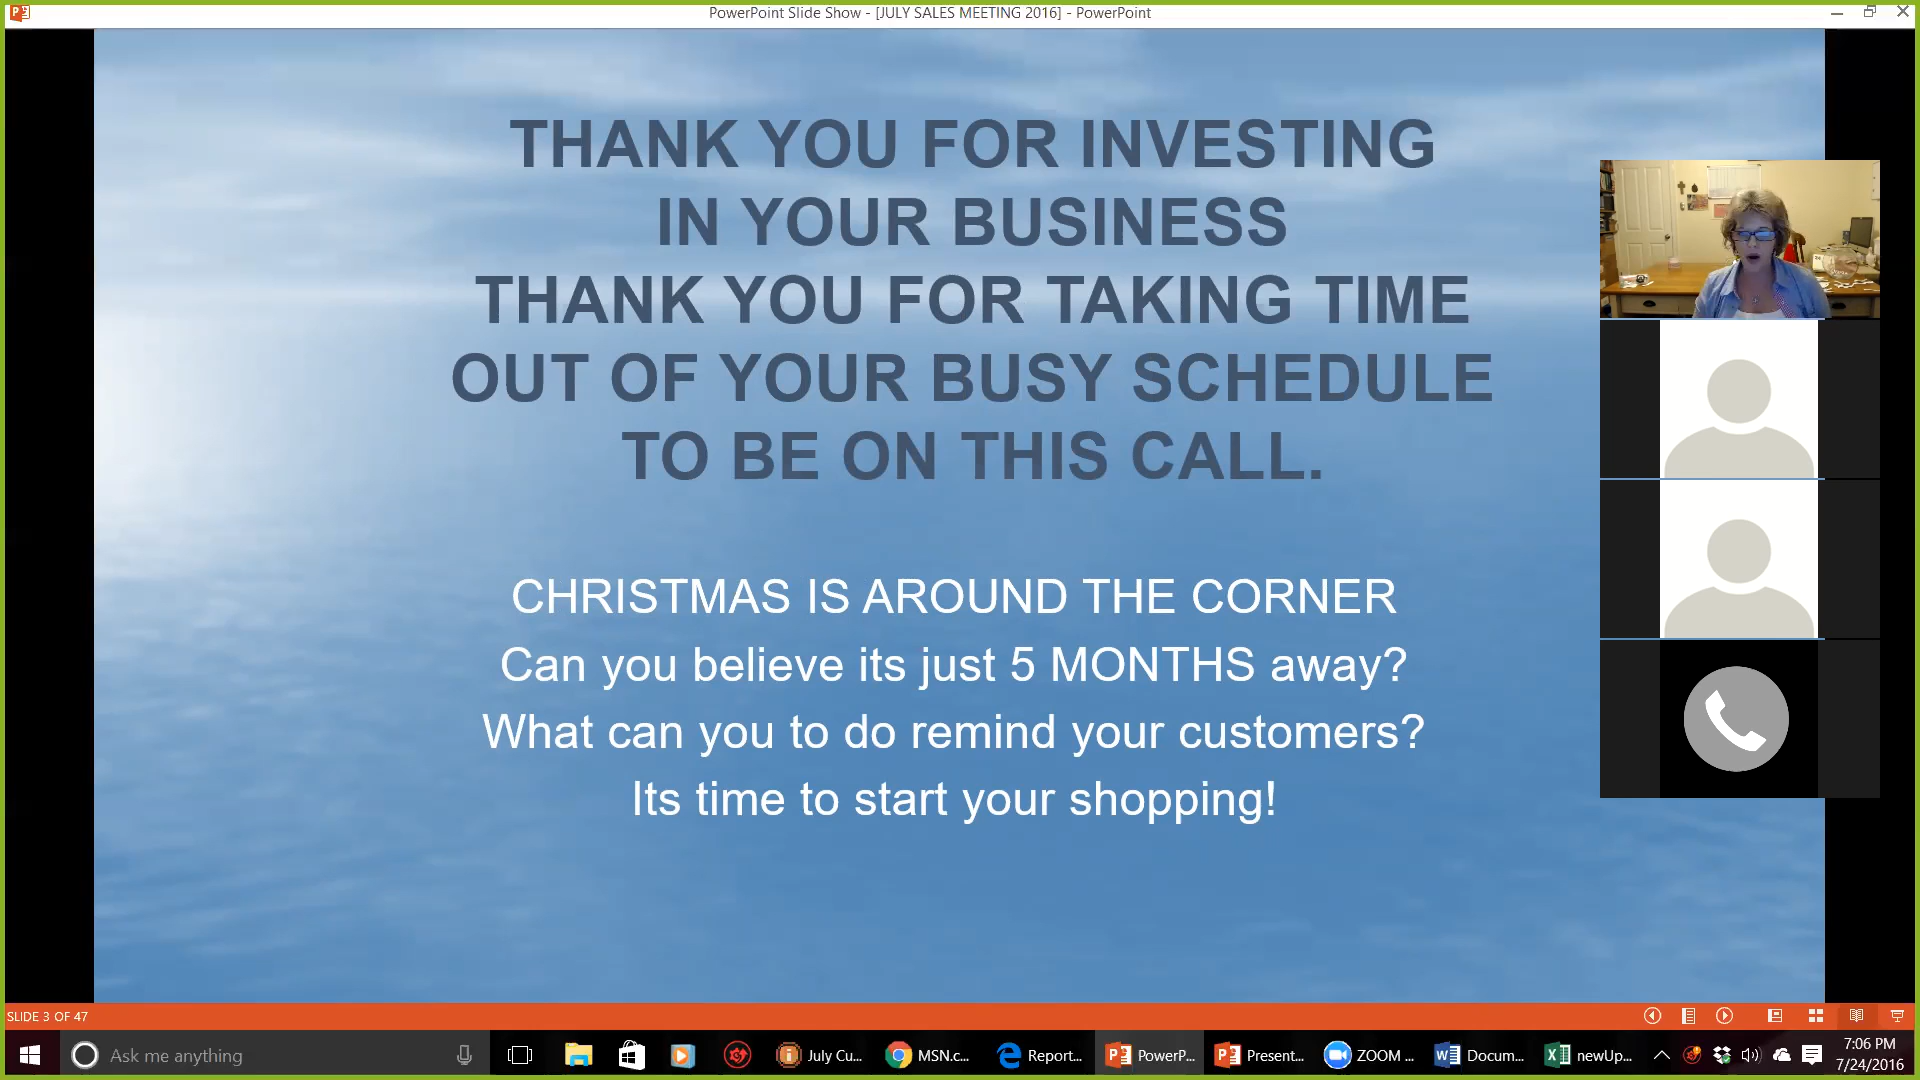 PowerPoint Slide Show - [JULY SALES MEETING 2016] - PowerPoint
THANK YOU FOR INVESTING
IN YOUR BUSINESS
THANK YOU FOR TAKING TIME
OUT OF YOUR BUSY SCHEDULE
TO BE ON THIS CALL.
CHRISTMAS IS AROUND THE CORNER
Can you believe its just 5 MONTHS away?
What can you to do remind your customers?
Its time to start your shopping!
SLIDE 3 OF 47
Ask me anything
July Cu...
MSN.c...
Report...
PowerP...
Present...
ZOOM ...
Docum...
newUp...
7:06 PM
7/24/2016